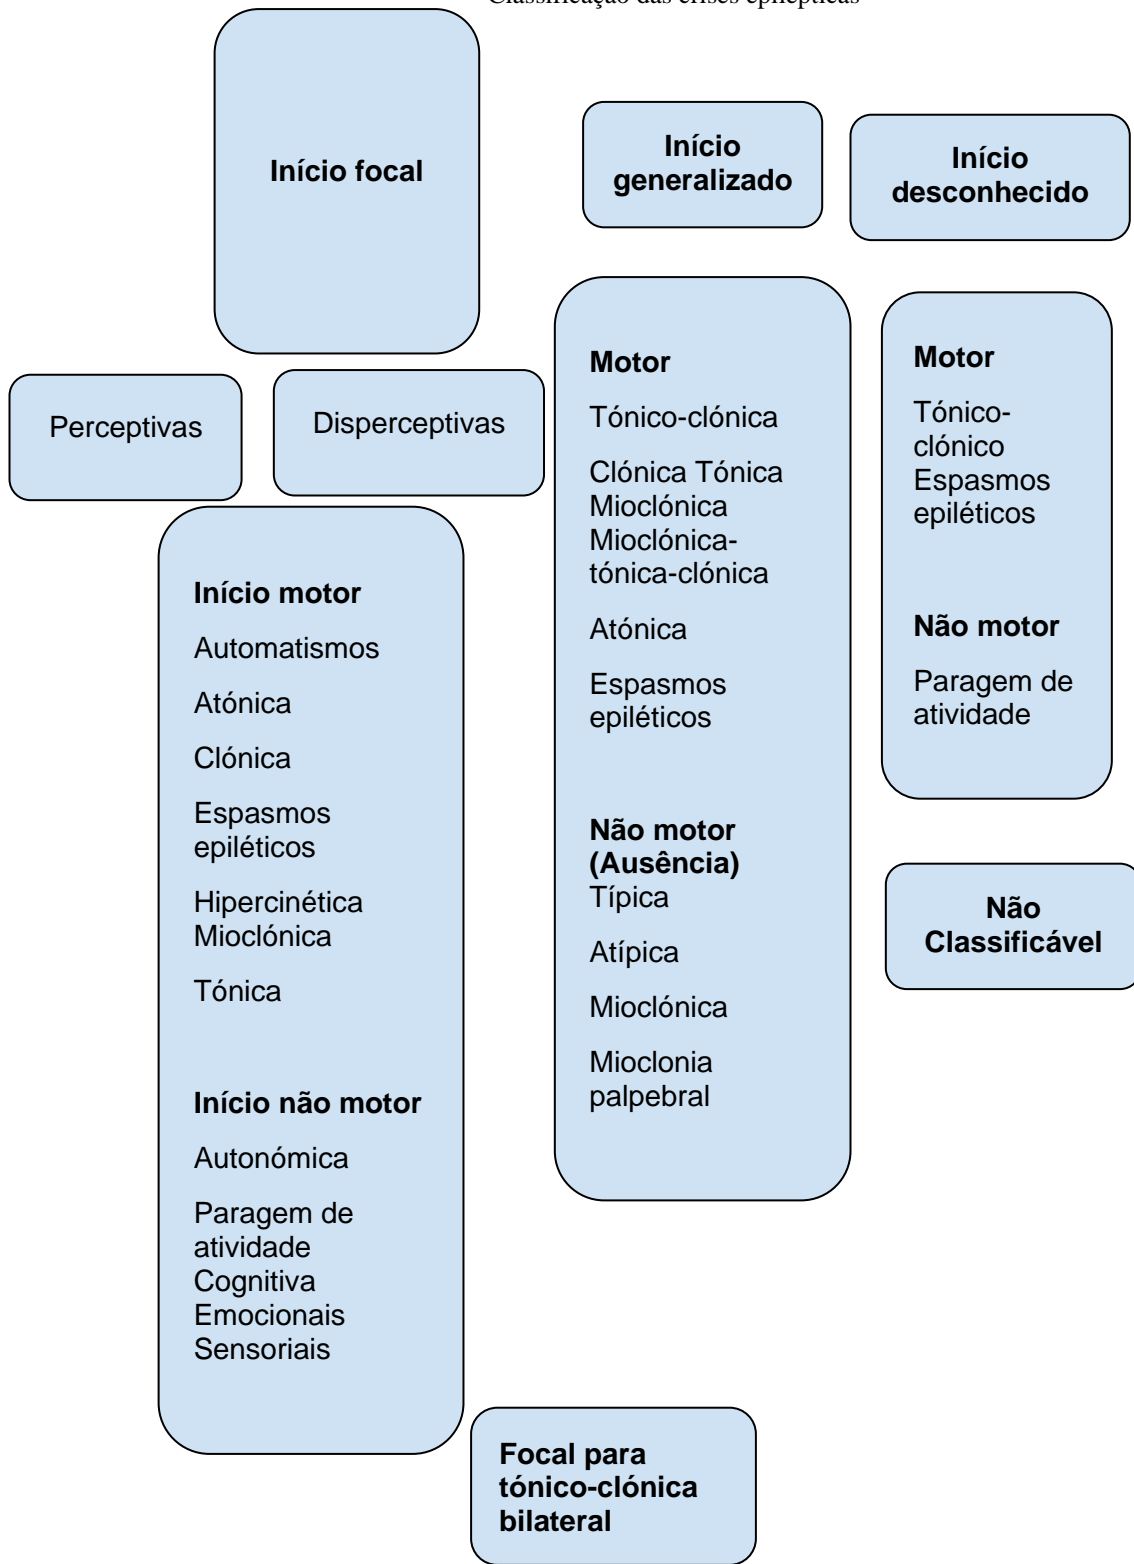 Classificação das crises epilépticas
Início focal
Início
generalizado
Início
desconhecido
Perceptivas
Disperceptivas
Início motor
Automatismos
Atónica
Clónica
Espasmos
epiléticos
Hipercinética
Mioclónica
Tónica
Início não motor
Autonómica
Paragem de
atividade
Cognitiva
Emocionais
Sensoriais
Motor
Tónico-clónica
Clónica Tónica
Mioclónica
Mioclónica-
tónica-clónica
Atónica
Espasmos
epiléticos
Não motor
(Ausência)
Típica
Atípica
Mioclónica
Mioclonia
palpebral
Motor
Tónico-
clónico
Espasmos
epiléticos
Não motor
Paragem de
atividade
Não
Classificável
Focal para
tónico-clónica
bilateral